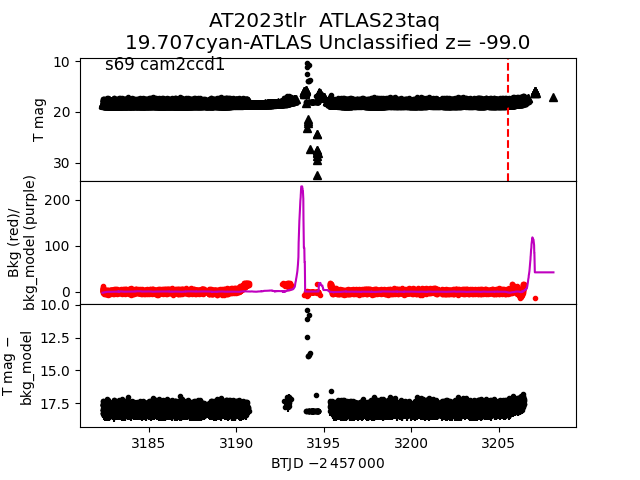 AT2023tlr  ATLAS23taq
19.707cyan-ATLAS Unclassified z= -99.0
s69 cam2ccd1
10
20
30
T mag
200
100
0
Bkg (red)/
bkg_model (purple)
10.0
12.5
15.0
17.5
T mag −
bkg_model
3185
3190
3195
3200
3205
BTJD −2 457 000